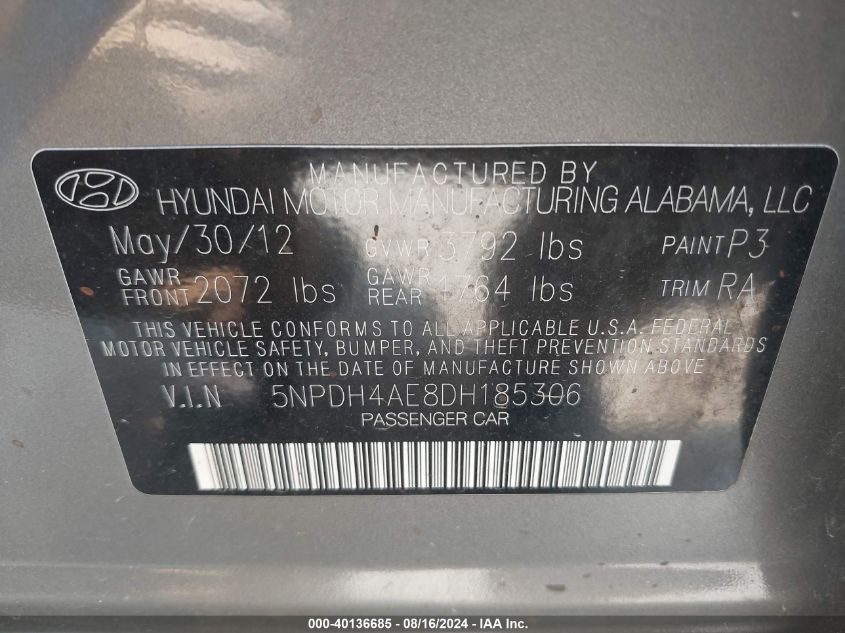 MANUFACTURED BY
HYUNDAI MOTOR MANUFACTURING ALABAMA, LLC
May/30/12 GVWR 3792 lbs PAINT P3
GAWR FRONT 2072 lbs GAWR REAR 1764 lbs TRIM RA
THIS VEHICLE CONFORMS TO ALL APPLICABLE U.S.A. FEDERAL
MOTOR VEHICLE SAFETY, BUMPER, AND THEFT PREVENTION STANDARDS
IN EFFECT ON THE DATE OF MANUFACTURE SHOWN ABOVE
V.I.N 5NPDH4AE8DH185306
PASSENGER CAR
000-40136685 - 08/16/2024 - IAA Inc.